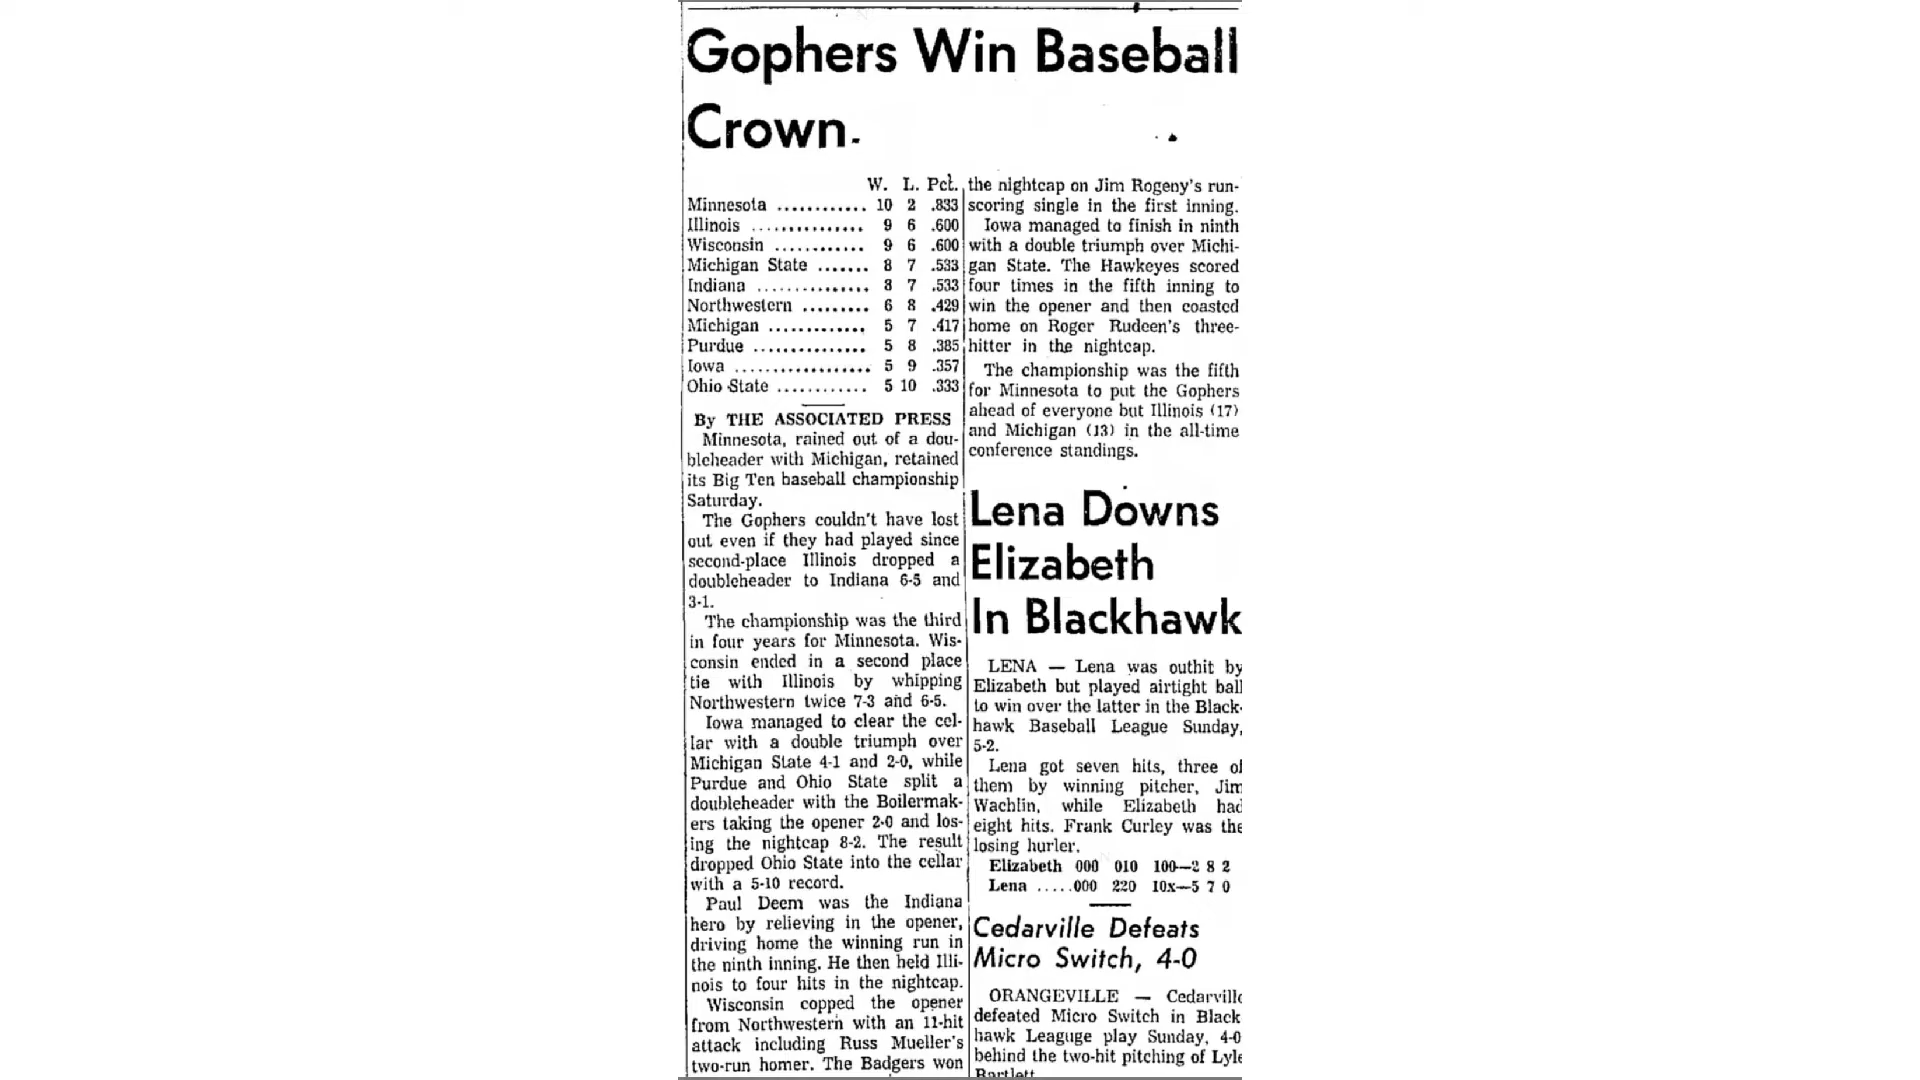 Gophers Win Baseball
Crown.
W. L. Pct.
Minnesota ............ 10 2 .833
Illinois ............... 9 6 .600
Wisconsin ............ 9 6 .600
Michigan State ....... 8 7 .533
Indiana ............... 8 7 .533
Northwestern ......... 6 8 .429
Michigan ............. 5 7 .417
Purdue ............... 5 8 .385
Iowa .................. 5 9 .357
Ohio State ............ 5 10 .333
By THE ASSOCIATED PRESS
Minnesota, rained out of a dou-
bleheader with Michigan, retained
its Big Ten baseball championship
Saturday.
The Gophers couldn't have lost
out even if they had played since
second-place Illinois dropped a
doubleheader to Indiana 6-5 and
3-1.
The championship was the third
in four years for Minnesota. Wis-
consin ended in a second place
tie with Illinois by whipping
Northwestern twice 7-3 and 6-5.
Iowa managed to clear the cel-
lar with a double triumph over
Michigan State 4-1 and 2-0, while
Purdue and Ohio State split a
doubleheader with the Boilermak-
ers taking the opener 2-0 and los-
ing the nightcap 8-2. The result
dropped Ohio State into the cellar
with a 5-10 record.
Paul Deem was the Indiana
hero by relieving in the opener,
driving home the winning run in
the ninth inning. He then held Illi-
nois to four hits in the nightcap.
Wisconsin copped the opener
from Northwestern with an 11-hit
attack including Russ Mueller's
two-run homer. The Badgers won
the nightcap on Jim Rogeny's run-
scoring single in the first inning.
Iowa managed to finish in ninth
with a double triumph over Michi-
gan State. The Hawkeyes scored
four times in the fifth inning to
win the opener and then coasted
home on Roger Rudeen's three-
hitter in the nightcap.
The championship was the fifth
for Minnesota to put the Gophers
ahead of everyone but Illinois (17)
and Michigan (13) in the all-time
conference standings.
Lena Downs
Elizabeth
In Blackhawk
LENA — Lena was outhit by
Elizabeth but played airtight ball
to win over the latter in the Black-
hawk Baseball League Sunday,
5-2.
Lena got seven hits, three of
them by winning pitcher, Jim
Wachlin, while Elizabeth had
eight hits. Frank Curley was the
losing hurler.
Elizabeth 000 010 100—2 8 2
Lena .....000 220 10x—5 7 0
Cedarville Defeats
Micro Switch, 4-0
ORANGEVILLE — Cedarville
defeated Micro Switch in Black
hawk Leaguge play Sunday, 4-0
behind the two-hit pitching of Lyle
Bartlett